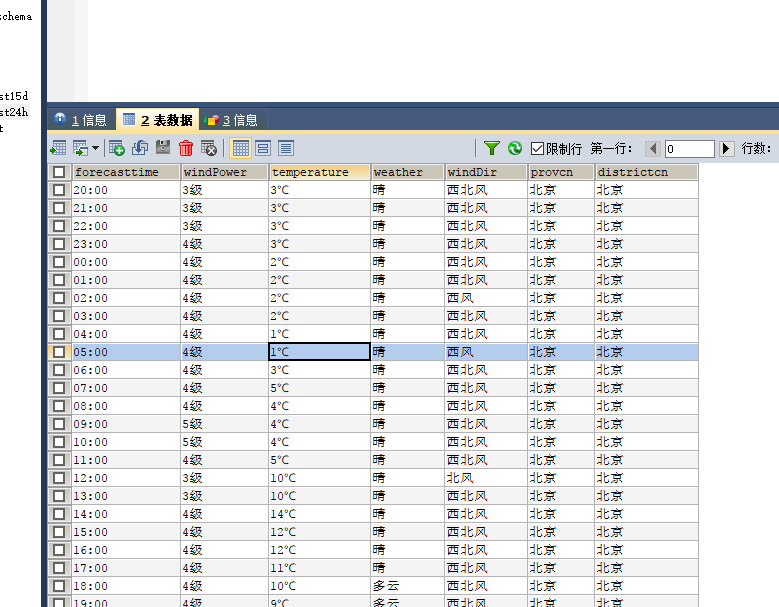 schema
st15d
st24h
t
1 信息 2 表数据 3 信息
限制行 第一行: 0 行数:
forecasttime windPower temperature weather windDir provcn districtcn
20:00 3级 3℃ 晴 西北风 北京 北京
21:00 3级 3℃ 晴 西北风 北京 北京
22:00 3级 3℃ 晴 西北风 北京 北京
23:00 4级 3℃ 晴 西北风 北京 北京
00:00 4级 2℃ 晴 西北风 北京 北京
01:00 4级 2℃ 晴 西北风 北京 北京
02:00 4级 2℃ 晴 西风 北京 北京
03:00 4级 2℃ 晴 西北风 北京 北京
04:00 4级 1℃ 晴 西北风 北京 北京
05:00 4级 1℃ 晴 西风 北京 北京
06:00 4级 3℃ 晴 西北风 北京 北京
07:00 4级 5℃ 晴 西北风 北京 北京
08:00 4级 4℃ 晴 西北风 北京 北京
09:00 5级 4℃ 晴 西北风 北京 北京
10:00 5级 4℃ 晴 西北风 北京 北京
11:00 4级 5℃ 晴 西北风 北京 北京
12:00 3级 10℃ 晴 北风 北京 北京
13:00 3级 10℃ 晴 西北风 北京 北京
14:00 4级 14℃ 晴 西北风 北京 北京
15:00 4级 12℃ 晴 西北风 北京 北京
16:00 4级 12℃ 晴 西北风 北京 北京
17:00 4级 11℃ 晴 西北风 北京 北京
18:00 4级 10℃ 多云 西北风 北京 北京
19:00 4级 9℃ 多云 西北风 北京 北京